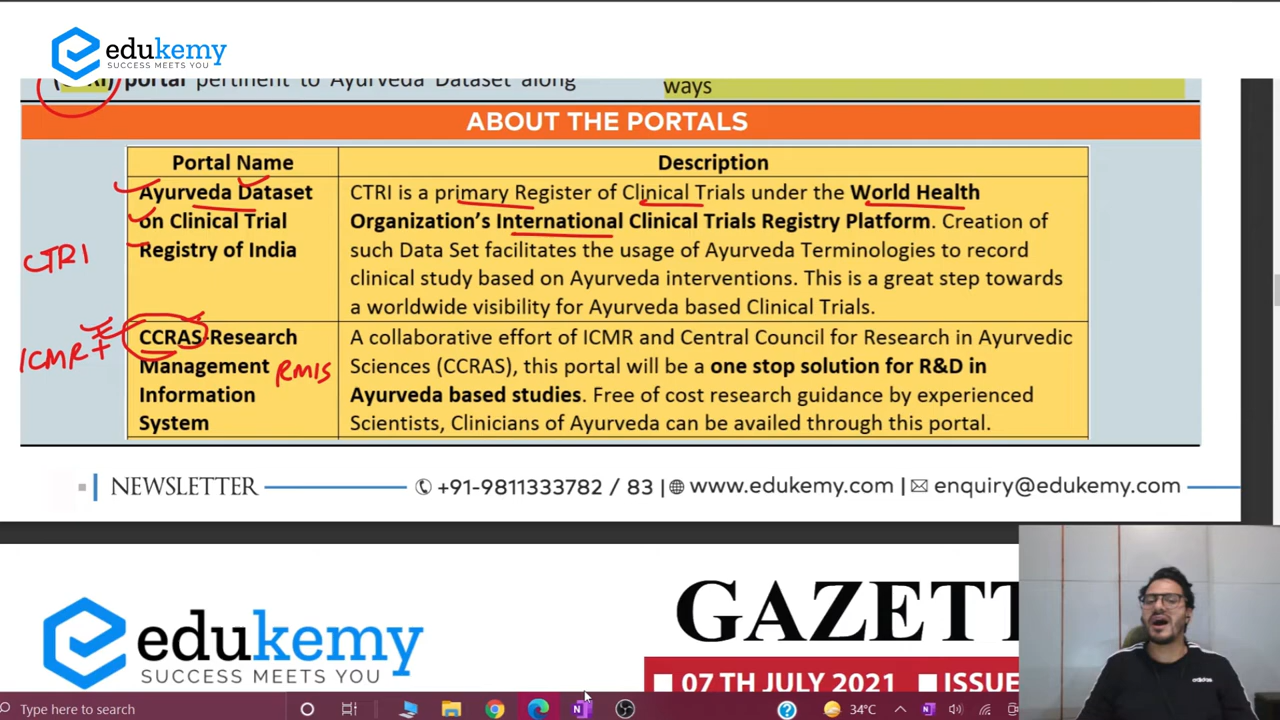 edukemy
SUCCESS MEETS YOU
portal pertinent to Ayurveda Dataset along
ways
ABOUT THE PORTALS
Portal Name
Description
Ayurveda Dataset
on Clinical Trial
Registry of India
CTRI is a primary Register of Clinical Trials under the World Health
Organization's International Clinical Trials Registry Platform. Creation of
such Data Set facilitates the usage of Ayurveda Terminologies to record
clinical study based on Ayurveda interventions. This is a great step towards
a worldwide visibility for Ayurveda based Clinical Trials.
CTRI
ICMR +
CCRAS-Research
Management
Information
System
RMIS
A collaborative effort of ICMR and Central Council for Research in Ayurvedic
Sciences (CCRAS), this portal will be a one stop solution for R&D in
Ayurveda based studies. Free of cost research guidance by experienced
Scientists, Clinicians of Ayurveda can be availed through this portal.
NEWSLETTER
+91-9811333782 / 83 | www.edukemy.com | enquiry@edukemy.com
edukemy
SUCCESS MEETS YOU
GAZETT
07 TH JULY 2021 ISSUE
Type here to search
34°C